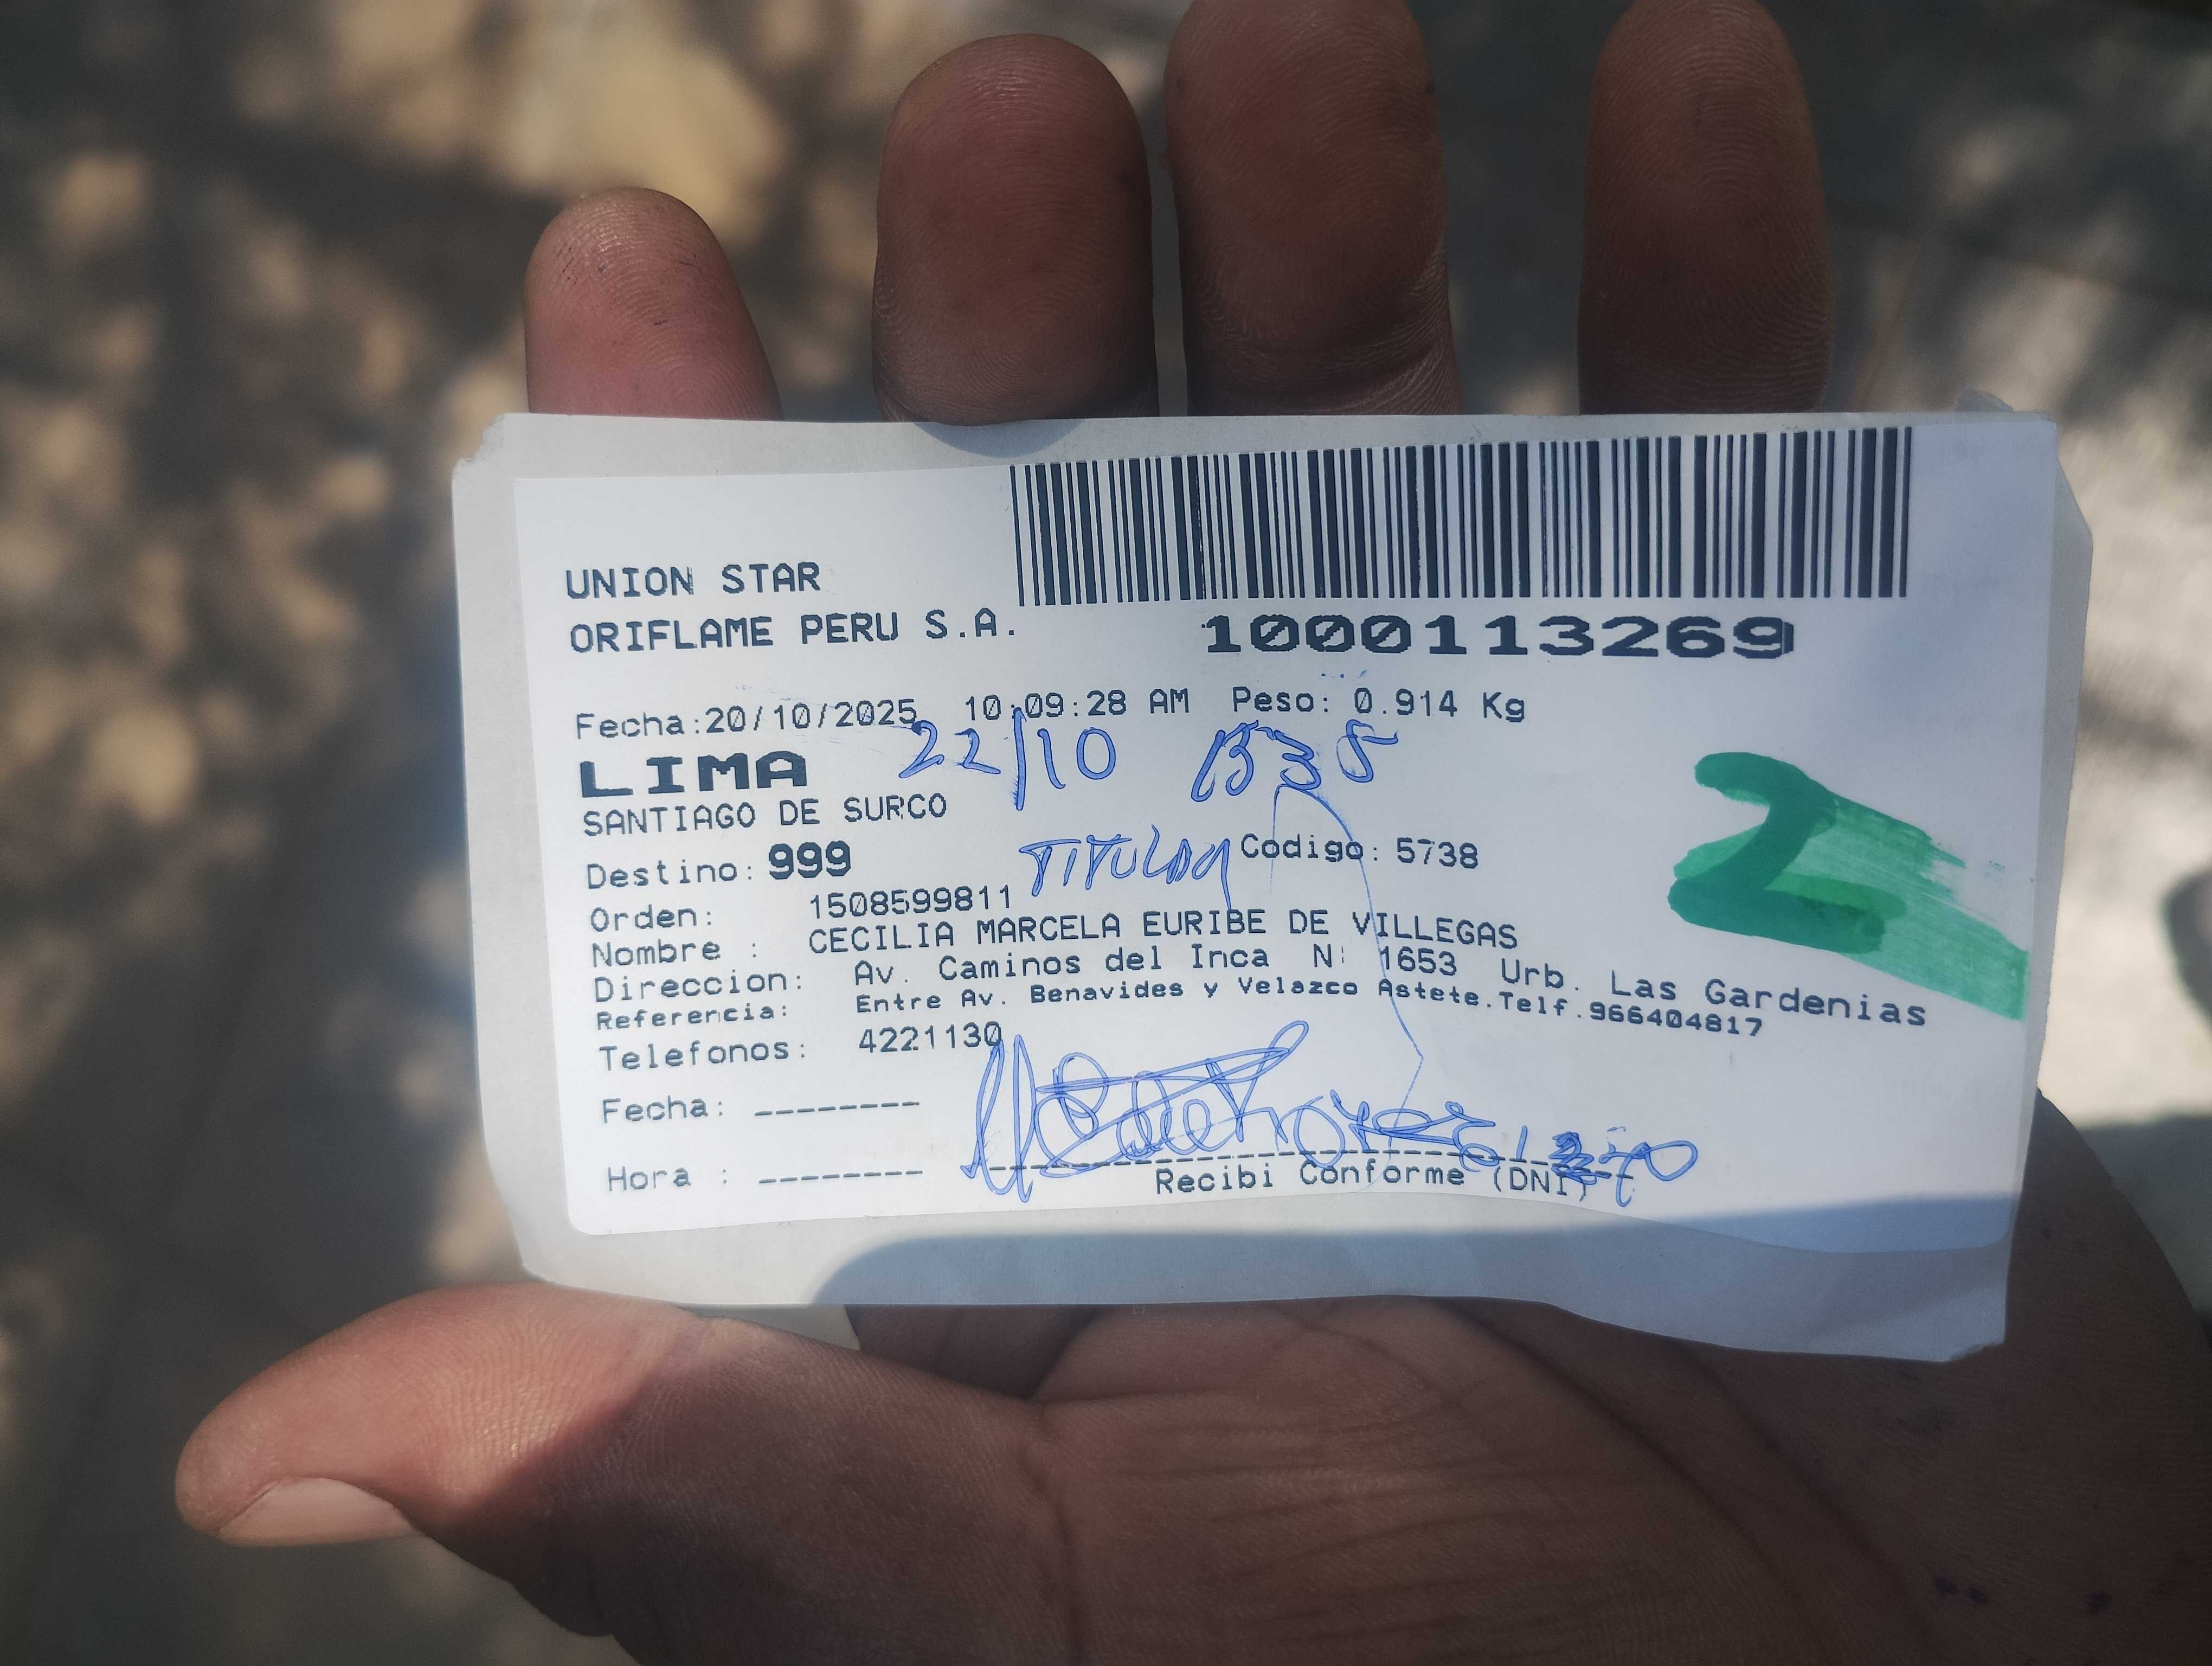 UNION STAR
ORIFLAME PERU S.A.
1000113269
Fecha:20/10/2025 10:09:28 AM Peso: 0.914 Kg
22/10 1535
LIMA
SANTIAGO DE SURCO
TITULAR
Destino: 999 Codigo: 5738
Orden: 1508599811
Nombre : CECILIA MARCELA EURIBE DE VILLEGAS
Direccion: Av. Caminos del Inca N: 1653 Urb. Las Gardenias
Referencia: Entre Av. Benavides y Velazco Astete.Telf.966404817
Telefonos: 4221130
Fecha: --------
Hora : --------
Recibi Conforme (DNI)
2